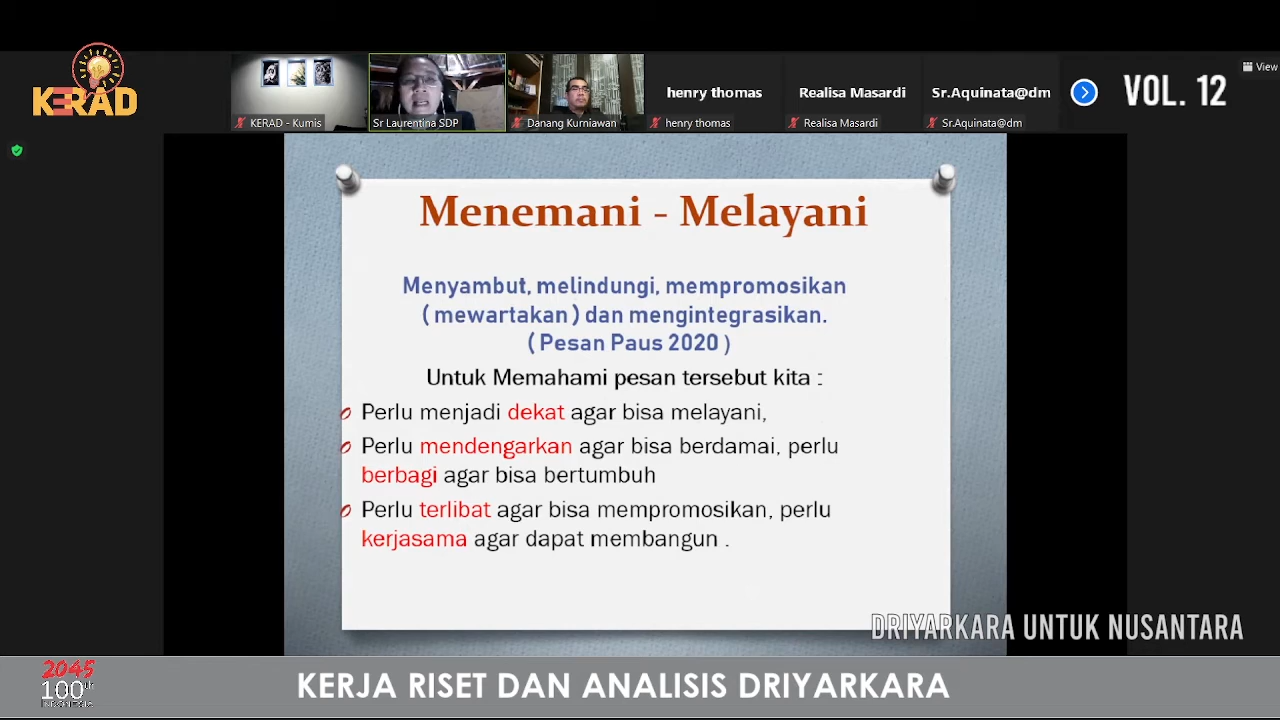 KERAD
henry thomas
Realisa Masardi
Sr.Aquinata@dm
View
VOL. 12
KERAD - Kumis
Sr Laurentina SDP
Danang Kurniawan
henry thomas
Realisa Masardi
Sr.Aquinata@dm
Menemani - Melayani
Menyambut, melindungi, mempromosikan
( mewartakan ) dan mengintegrasikan.
( Pesan Paus 2020 )
Untuk Memahami pesan tersebut kita :
Perlu menjadi dekat agar bisa melayani,
Perlu mendengarkan agar bisa berdamai, perlu
berbagi agar bisa bertumbuh
Perlu terlibat agar bisa mempromosikan, perlu
kerjasama agar dapat membangun .
DRIYARKARA UNTUK NUSANTARA
2045
100th
INDONESIA
KERJA RISET DAN ANALISIS DRIYARKARA